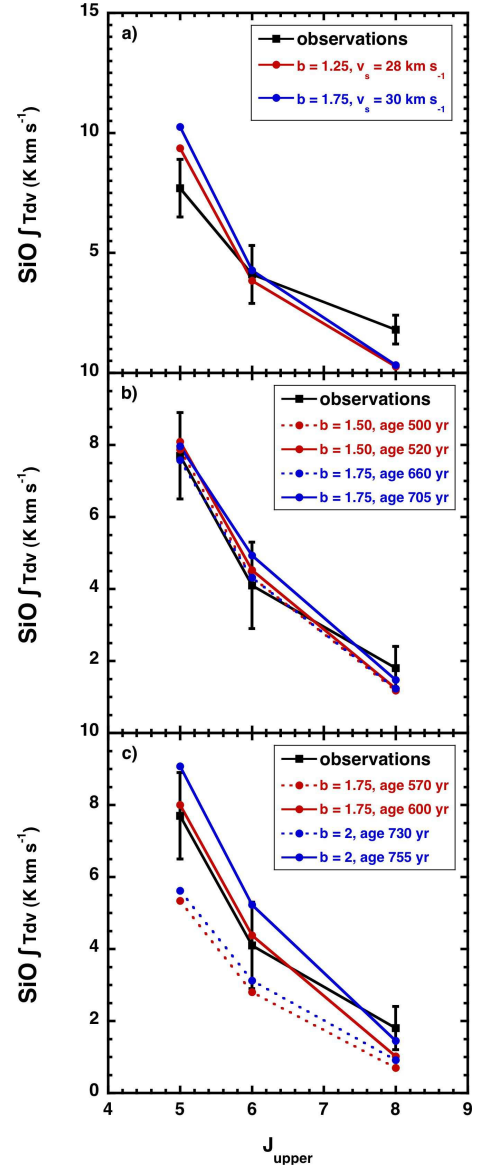 15
a)
observations
b = 1.25, v_s = 28 km s^-1
b = 1.75, v_s = 30 km s^-1
10
5
SiO ∫ Tdv (K km s^-1)
10
b)
observations
b = 1.50, age 500 yr
b = 1.50, age 520 yr
b = 1.75, age 660 yr
b = 1.75, age 705 yr
8
6
4
2
SiO ∫ Tdv (K km s^-1)
10
c)
observations
b = 1.75, age 570 yr
b = 1.75, age 600 yr
b = 2, age 730 yr
b = 2, age 755 yr
8
6
4
2
0
SiO ∫ Tdv (K km s^-1)
4 5 6 7 8 9
J_upper